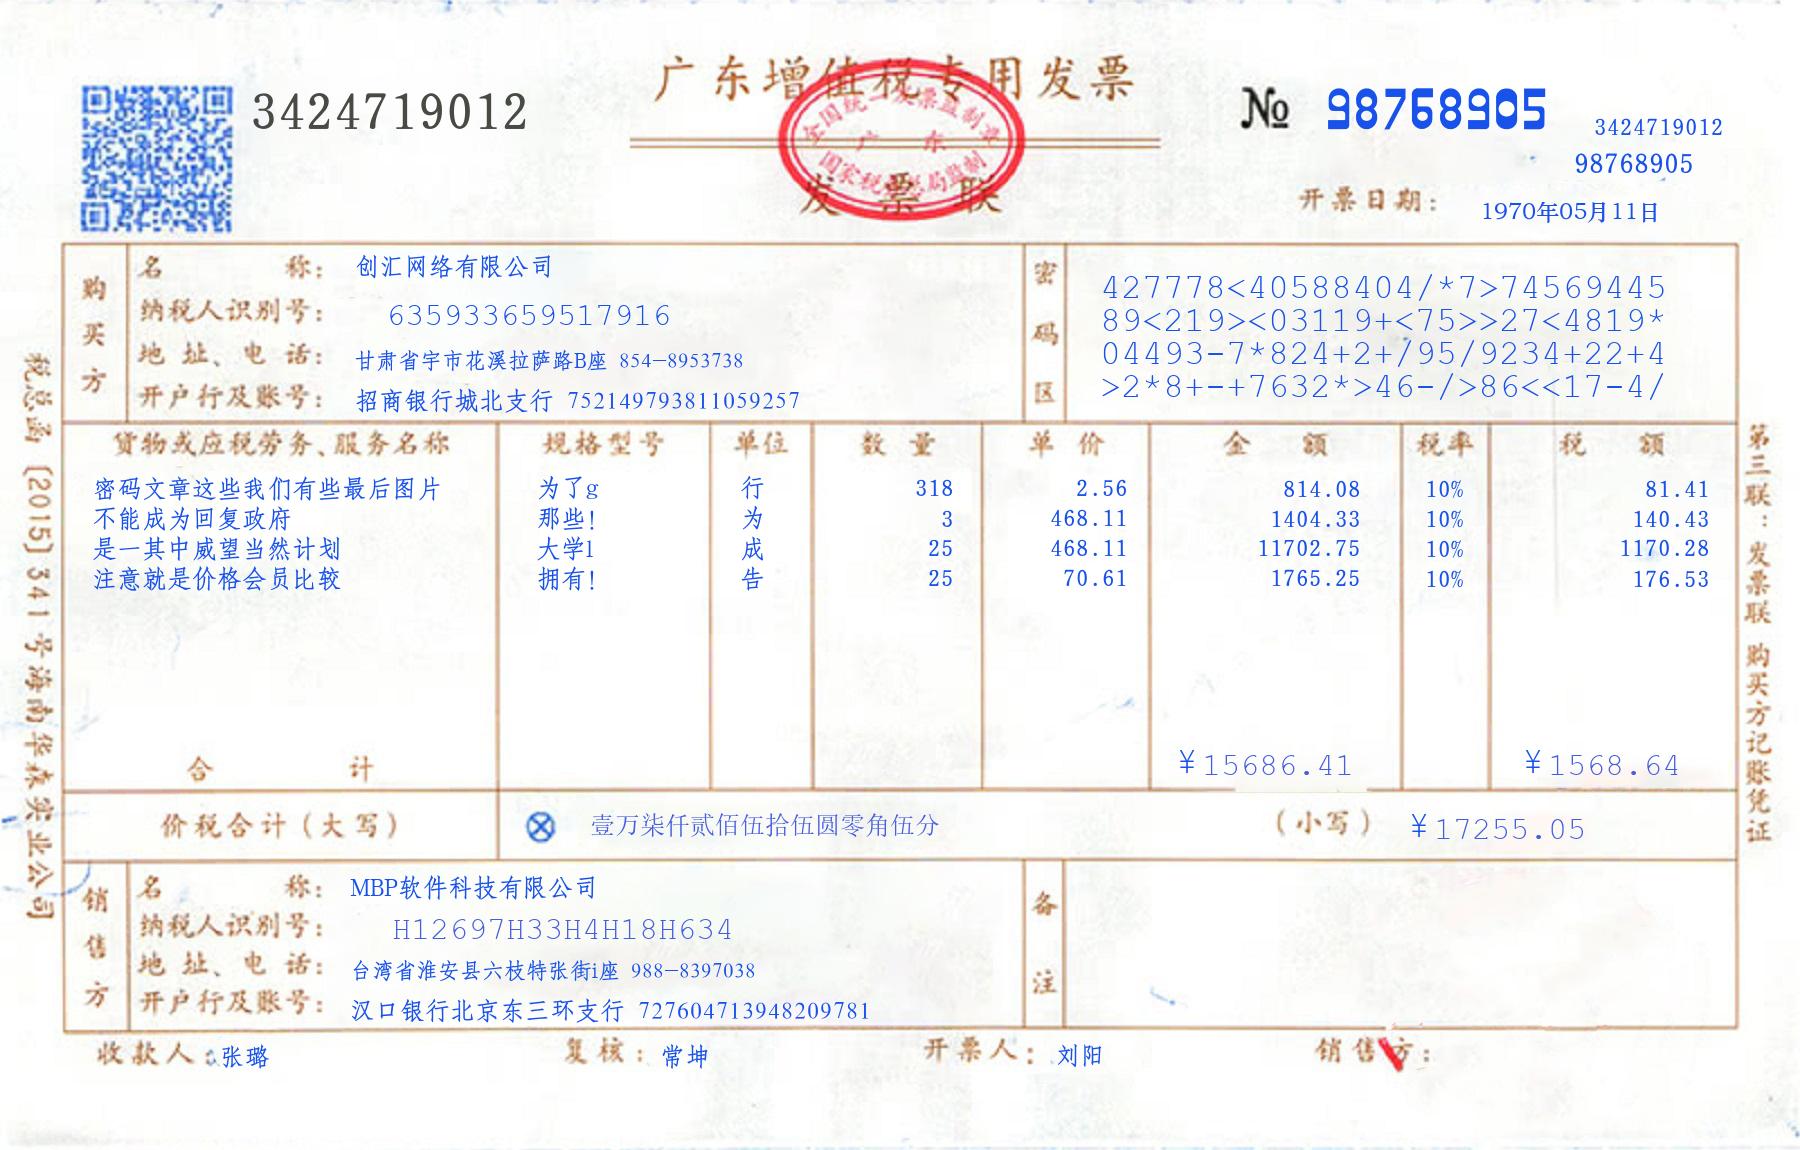 广东增值税专用发票
全国统一发票监制章
广 东
国家税务总局监制
发 票 联
3424719012
№ 98768905
3424719012
98768905
开票日期: 1970年05月11日
购买方
名 称: 创汇网络有限公司
纳税人识别号: 635933659517916
地 址、电 话: 甘肃省宇市花溪拉萨路B座 854-8953738
开户行及账号: 招商银行城北支行 752149793811059257
密码区
427778<40588404/*7>74569445
89<219><03119+<75>>27<4819*
04493-7*824+2+/95/9234+22+4
>2*8+-+7632*>46-/>86<<17-4/
货物或应税劳务、服务名称 规格型号 单位 数 量 单 价 金 额 税率 税 额
密码文章这些我们有些最后图片 为了g 行 318 2.56 814.08 10% 81.41
不能成为回复政府 那些! 为 3 468.11 1404.33 10% 140.43
是一其中威望当然计划 大学l 成 25 468.11 11702.75 10% 1170.28
注意就是价格会员比较 拥有! 告 25 70.61 1765.25 10% 176.53
合 计 ¥15686.41 ¥1568.64
价税合计(大写) ⊗ 壹万柒仟贰佰伍拾伍圆零角伍分 (小写) ¥17255.05
销售方
名 称: MBP软件科技有限公司
纳税人识别号: H12697H33H4H18H634
地 址、电 话: 台湾省淮安县六枝特张街i座 988-8397038
开户行及账号: 汉口银行北京东三环支行 727604713948209781
备注
收款人: 张璐 复核: 常坤 开票人: 刘阳 销售方:
税总函〔2015〕341号海南华森实业公司
第三联:发票联 购买方记账凭证